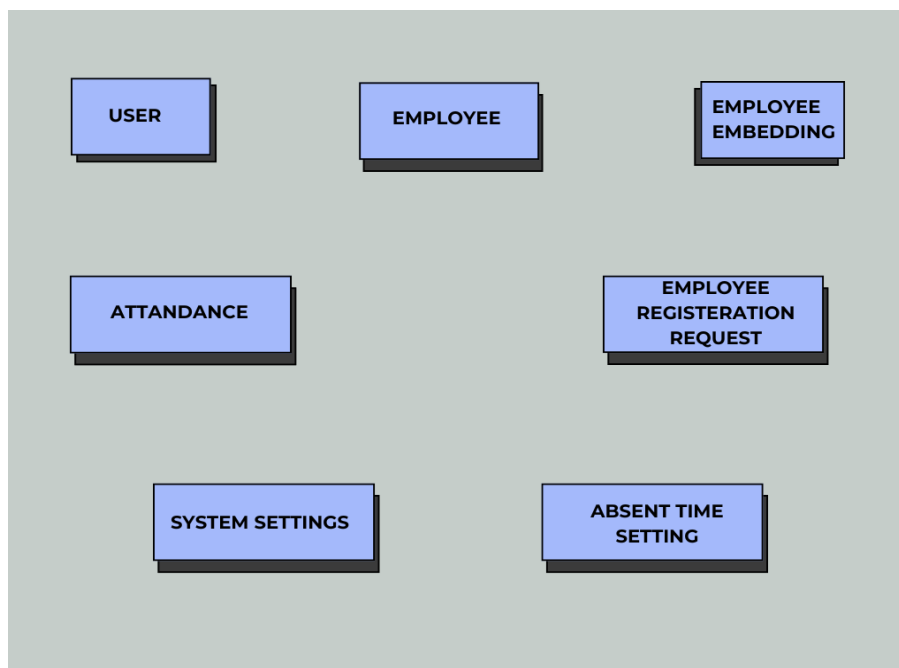 USER
EMPLOYEE
EMPLOYEE
EMBEDDING
ATTANDANCE
EMPLOYEE
REGISTERATION
REQUEST
SYSTEM SETTINGS
ABSENT TIME
SETTING